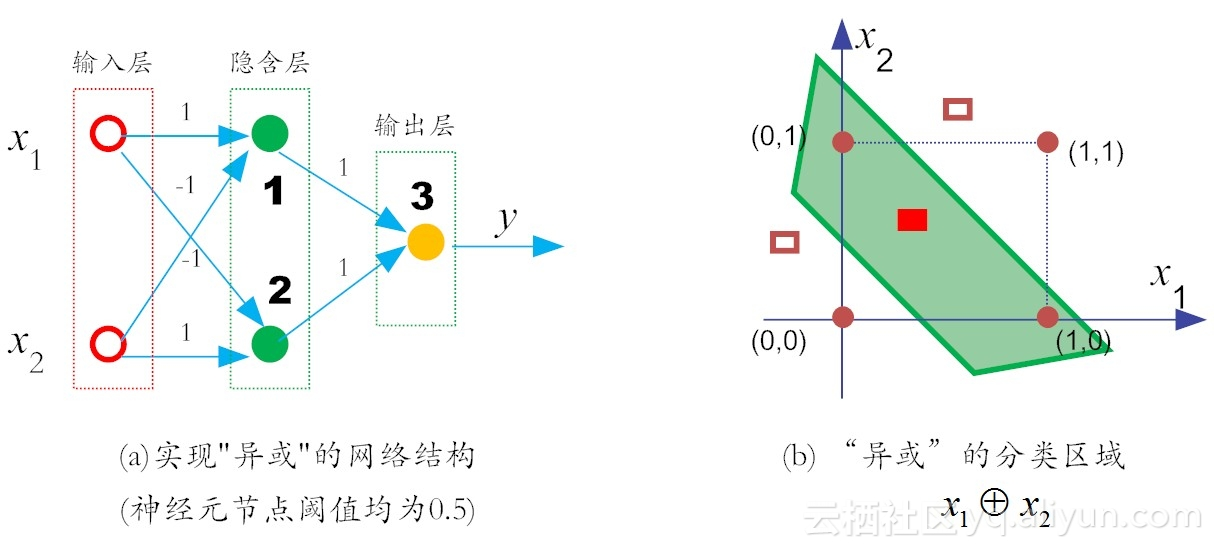 输入层
隐含层
输出层
x1
x2
1
-1
-1
1
1
2
1
1
3
y
(a)实现"异或"的网络结构
(神经元节点阈值均为0.5)
x2
(0,1)
(1,1)
x1
(0,0)
(1,0)
(b) “异或”的分类区域
x1 ⊕ x2
云栖社区 yq.aliyun.com